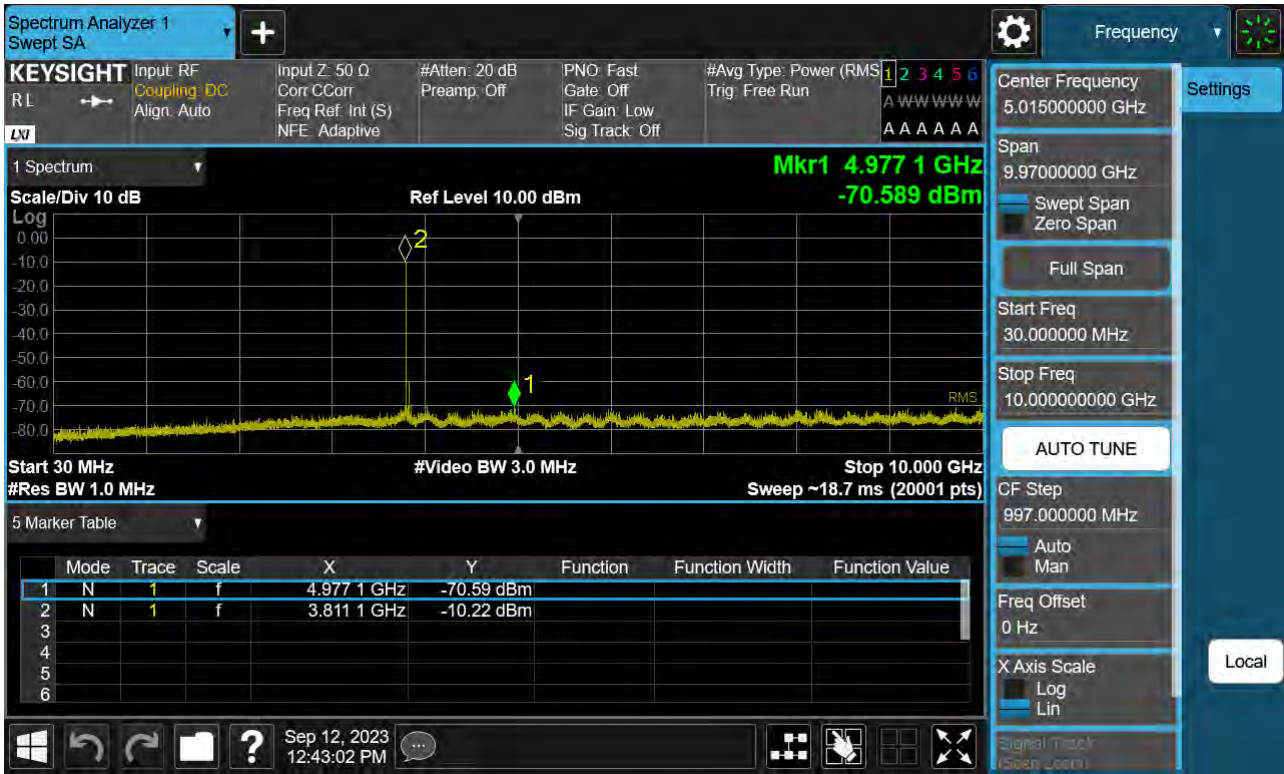 Spectrum Analyzer 1
Swept SA
+
Frequency
KEYSIGHT
RL
LXI
Input: RF
Coupling: DC
Align: Auto
Input Z: 50 Ω
Corr CCorr
Freq Ref: Int (S)
NFE: Adaptive
#Atten: 20 dB
Preamp: Off
PNO: Fast
Gate: Off
IF Gain: Low
Sig Track: Off
#Avg Type: Power (RMS
Trig: Free Run
1 2 3 4 5 6
A W W W W W
A A A A A A
1 Spectrum
Mkr1 4.977 1 GHz
-70.589 dBm
Scale/Div 10 dB
Ref Level 10.00 dBm
Log
0.00
-10.0
-20.0
-30.0
-40.0
-50.0
-60.0
-70.0
-80.0
2
1
RMS
Start 30 MHz
#Video BW 3.0 MHz
Stop 10.000 GHz
#Res BW 1.0 MHz
Sweep ~18.7 ms (20001 pts)
5 Marker Table
Mode Trace Scale X Y Function Function Width Function Value
1 N 1 f 4.977 1 GHz -70.59 dBm
2 N 1 f 3.811 1 GHz -10.22 dBm
3
4
5
6
Sep 12, 2023
12:43:02 PM
?
Center Frequency
5.015000000 GHz
Settings
Span
9.97000000 GHz
Swept Span
Zero Span
Full Span
Start Freq
30.000000 MHz
Stop Freq
10.000000000 GHz
AUTO TUNE
CF Step
997.000000 MHz
Auto
Man
Freq Offset
0 Hz
X Axis Scale
Log
Lin
Signal Track
(Span Zoom)
Local